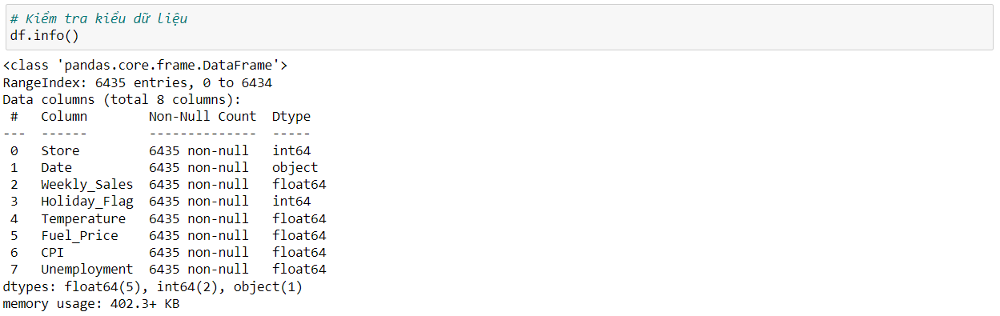 # Kiểm tra kiểu dữ liệu
df.info()
<class 'pandas.core.frame.DataFrame'>
RangeIndex: 6435 entries, 0 to 6434
Data columns (total 8 columns):
 #   Column        Non-Null Count  Dtype
---  ------        --------------  -----
 0   Store         6435 non-null   int64
 1   Date          6435 non-null   object
 2   Weekly_Sales  6435 non-null   float64
 3   Holiday_Flag  6435 non-null   int64
 4   Temperature   6435 non-null   float64
 5   Fuel_Price    6435 non-null   float64
 6   CPI           6435 non-null   float64
 7   Unemployment  6435 non-null   float64
dtypes: float64(5), int64(2), object(1)
memory usage: 402.3+ KB